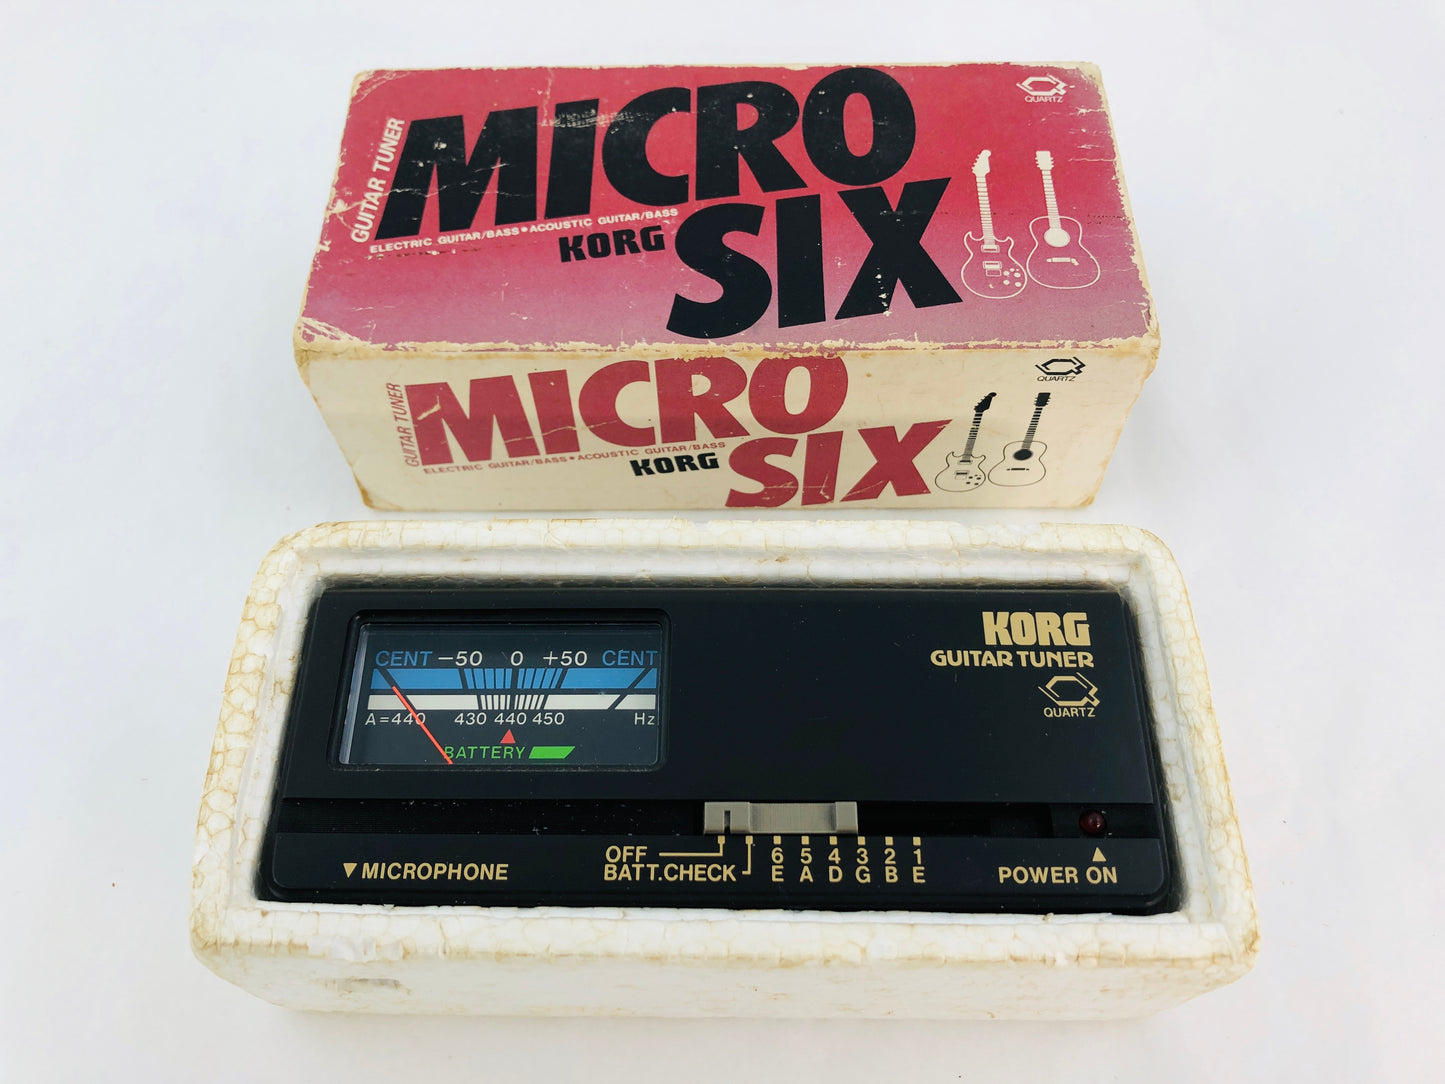 GUITAR TUNER
MICRO
QUARTZ
ELECTRIC GUITAR/BASS●ACOUSTIC GUITAR/BASS
KORG
SIX
GUITAR TUNER
MICRO
QUARTZ
ELECTRIC GUITAR/BASS●ACOUSTIC GUITAR/BASS
KORG
SIX
KORG
GUITAR TUNER
QUARTZ
CENT -50 0 +50 CENT
A=440 430 440 450 Hz
BATTERY
▼MICROPHONE
OFF
BATT.CHECK
6 5 4 3 2 1
E A D G B E
▲
POWER ON